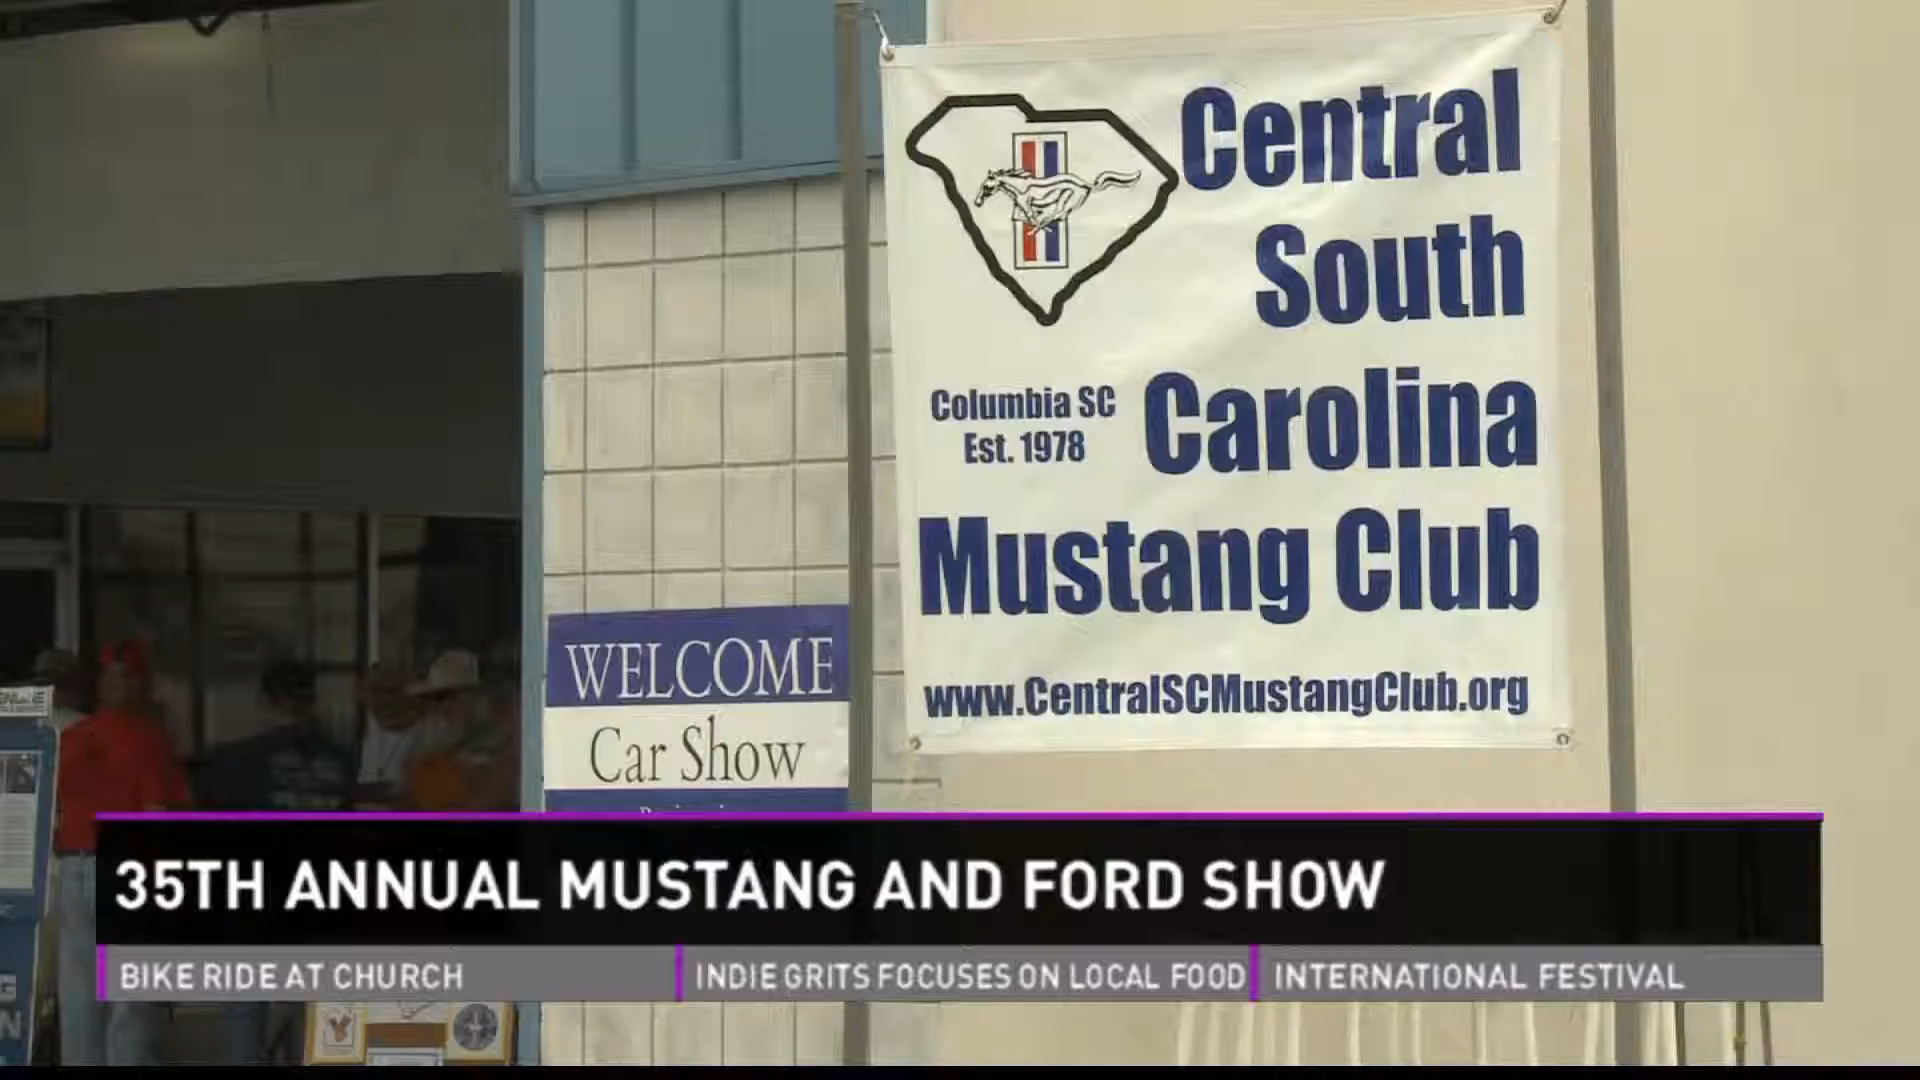 Central
South
Carolina
Columbia SC
Est. 1978
Mustang Club
www.CentralSCMustangClub.org
WELCOME
Car Show
35TH ANNUAL MUSTANG AND FORD SHOW
BIKE RIDE AT CHURCH
INDIE GRITS FOCUSES ON LOCAL FOOD
INTERNATIONAL FESTIVAL